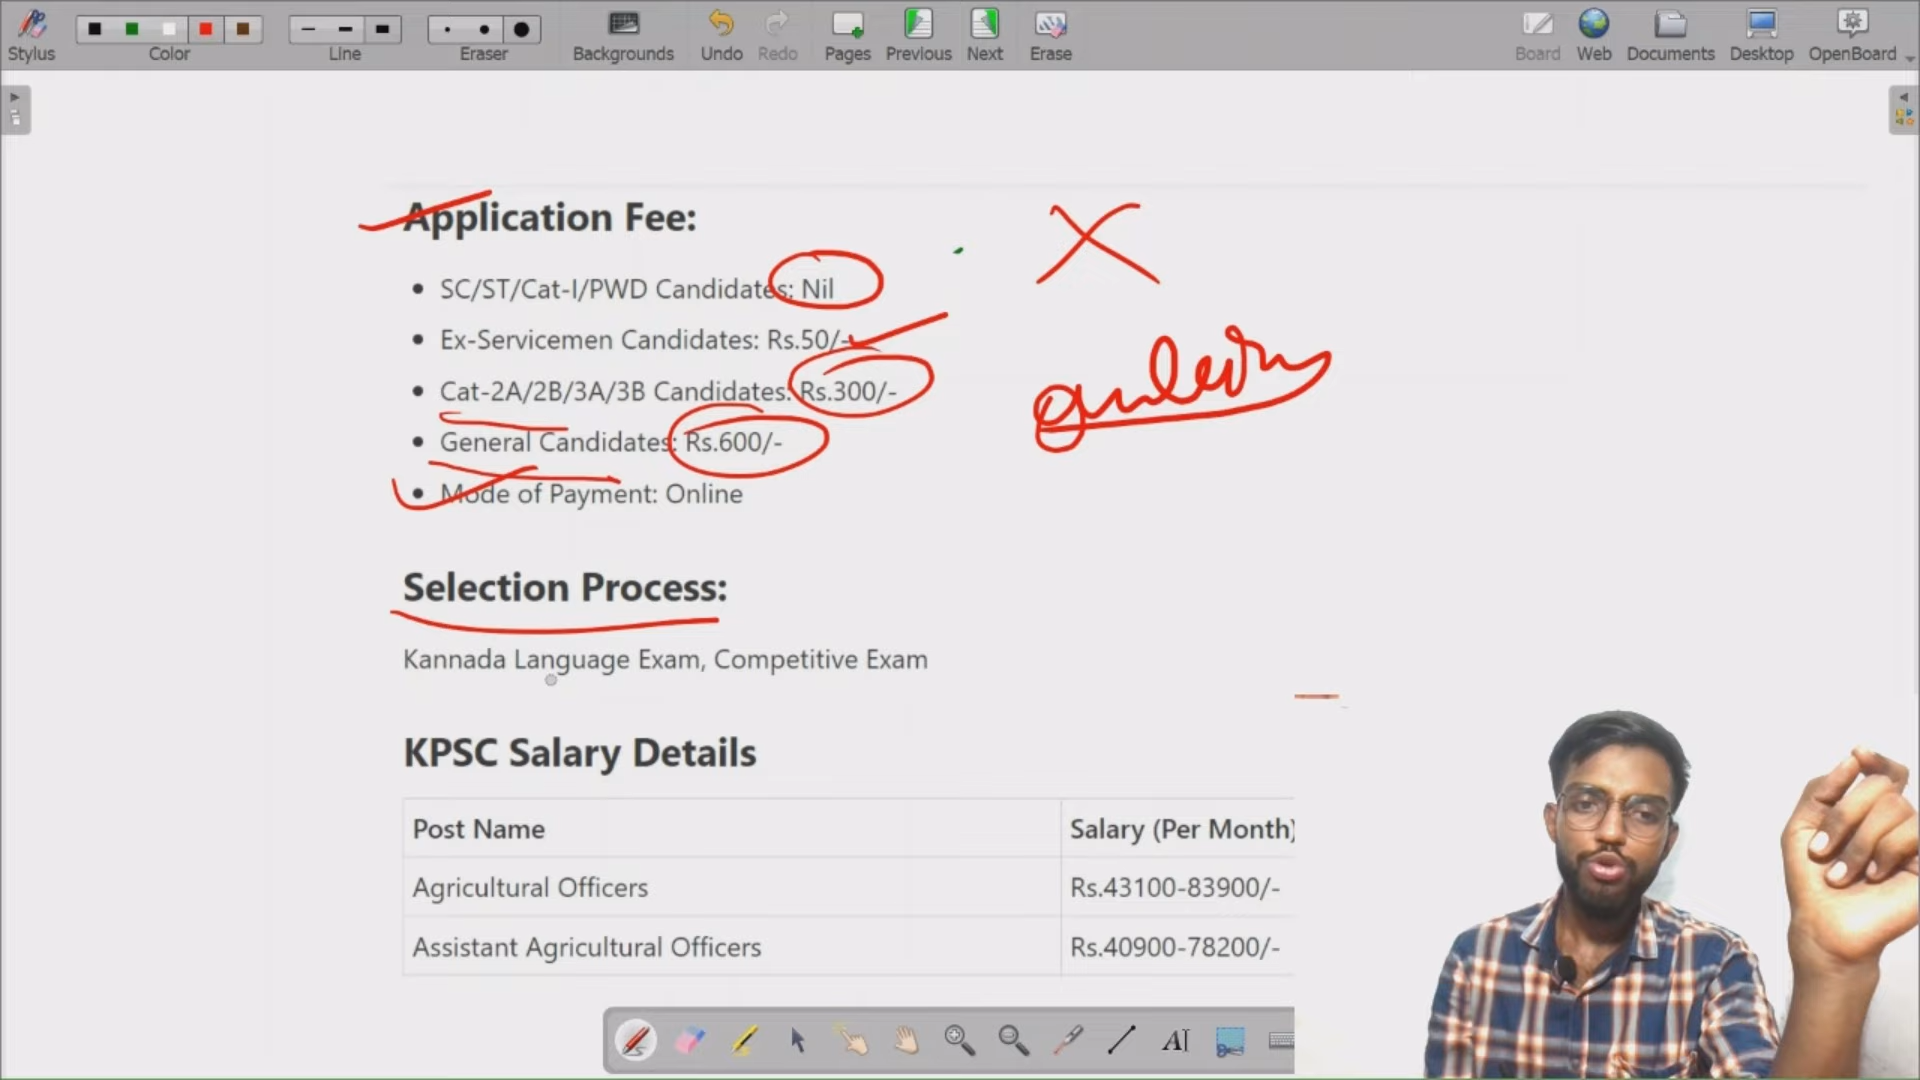 Stylus Color Line Eraser Backgrounds Undo Redo Pages Previous Next Erase Board Web Documents Desktop OpenBoard
Application Fee:
SC/ST/Cat-I/PWD Candidates: Nil
Ex-Servicemen Candidates: Rs.50/-
Cat-2A/2B/3A/3B Candidates: Rs.300/-
General Candidates: Rs.600/-
Mode of Payment: Online
Selection Process:
Kannada Language Exam, Competitive Exam
KPSC Salary Details
Post Name Salary (Per Month)
Agricultural Officers Rs.43100-83900/-
Assistant Agricultural Officers Rs.40900-78200/-